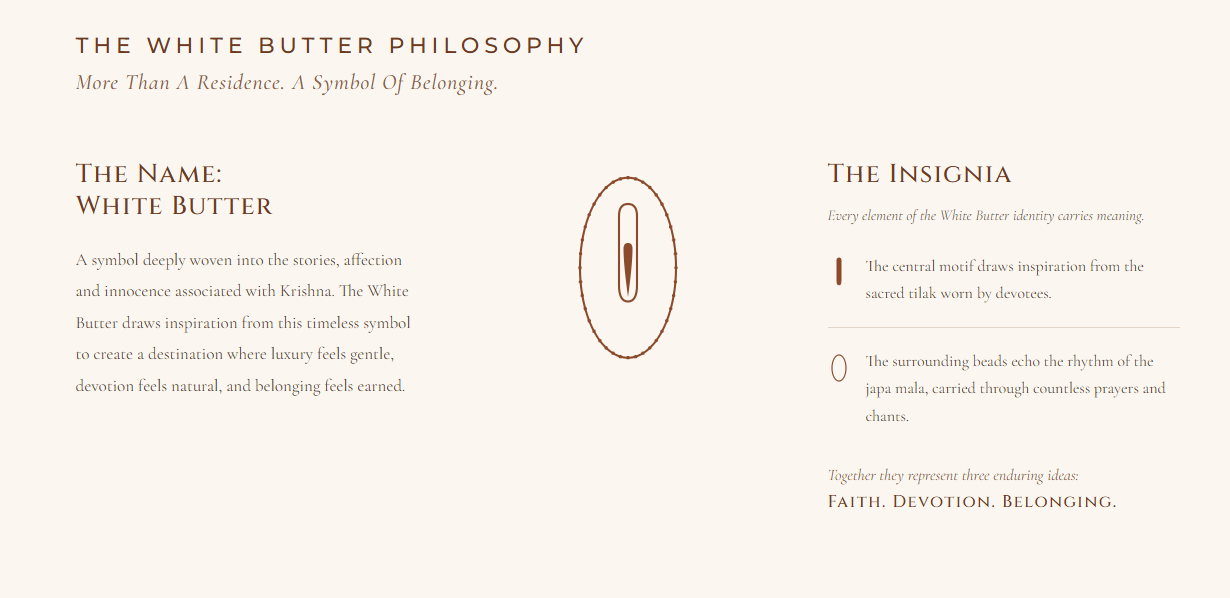 THE WHITE BUTTER PHILOSOPHY
More Than A Residence. A Symbol Of Belonging.
The Name:
White Butter
A symbol deeply woven into the stories, affection
and innocence associated with Krishna. The White
Butter draws inspiration from this timeless symbol
to create a destination where luxury feels gentle,
devotion feels natural, and belonging feels earned.
The Insignia
Every element of the White Butter identity carries meaning.
The central motif draws inspiration from the
sacred tilak worn by devotees.
The surrounding beads echo the rhythm of the
japa mala, carried through countless prayers and
chants.
Together they represent three enduring ideas:
Faith. Devotion. Belonging.